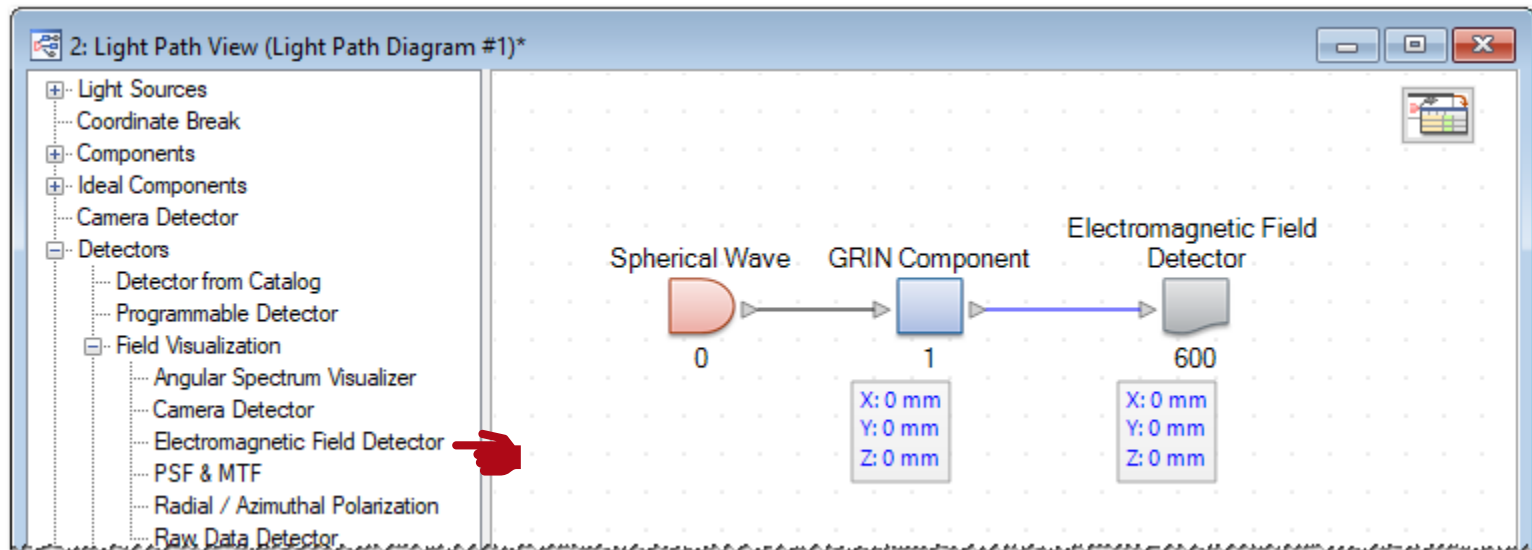 2: Light Path View (Light Path Diagram #1)*
Light Sources
Coordinate Break
Components
Ideal Components
Camera Detector
Detectors
Detector from Catalog
Programmable Detector
Field Visualization
Angular Spectrum Visualizer
Camera Detector
Electromagnetic Field Detector
PSF & MTF
Radial / Azimuthal Polarization
Raw Data Detector
Spherical Wave
0
GRIN Component
1
X: 0 mm
Y: 0 mm
Z: 0 mm
Electromagnetic Field
Detector
600
X: 0 mm
Y: 0 mm
Z: 0 mm